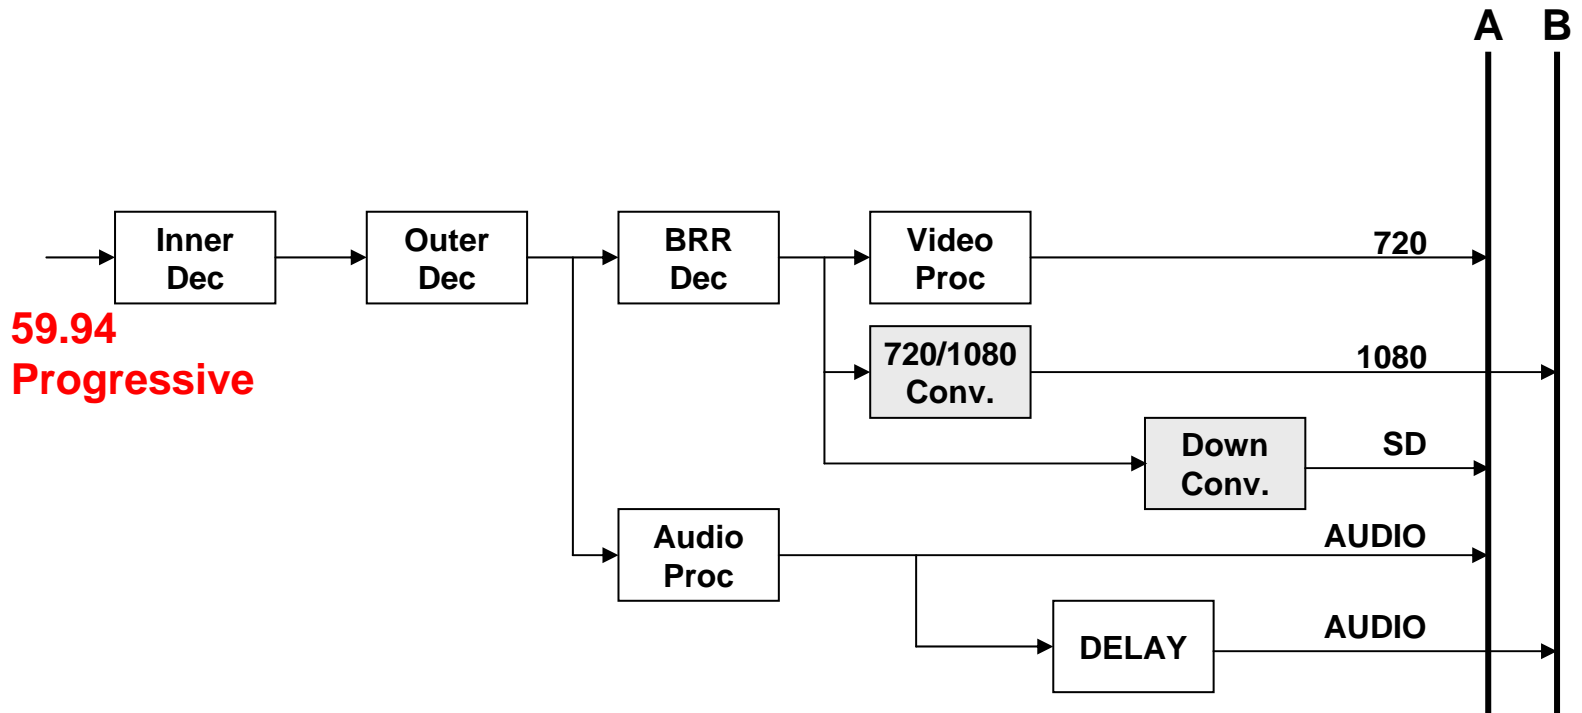 A
B
Inner
Dec
Outer
Dec
BRR
Dec
Video
Proc
720
59.94
Progressive
720/1080
Conv.
1080
Down
Conv.
SD
Audio
Proc
AUDIO
DELAY
AUDIO